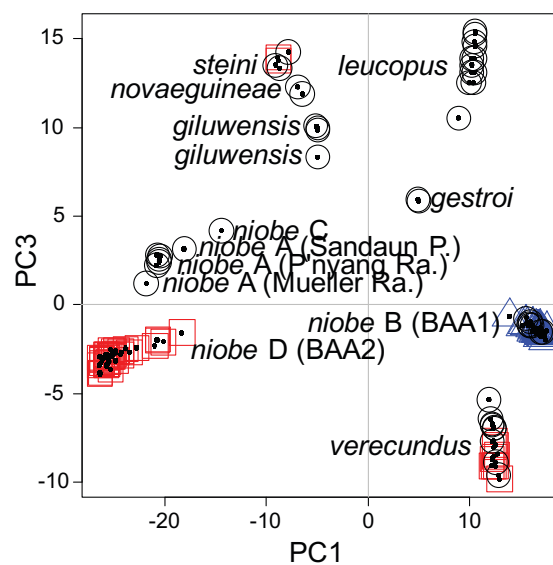 15
steini
leucopus
novaeguineae
10
giluwensis
giluwensis
gestroi
5
niobe C
niobe A (Sandaun P.)
niobe A (P'nyang Ra.)
niobe A (Mueller Ra.)
0
niobe B (BAA1)
niobe D (BAA2)
-5
verecundus
-10
-20 -10 0 10
PC1
PC3